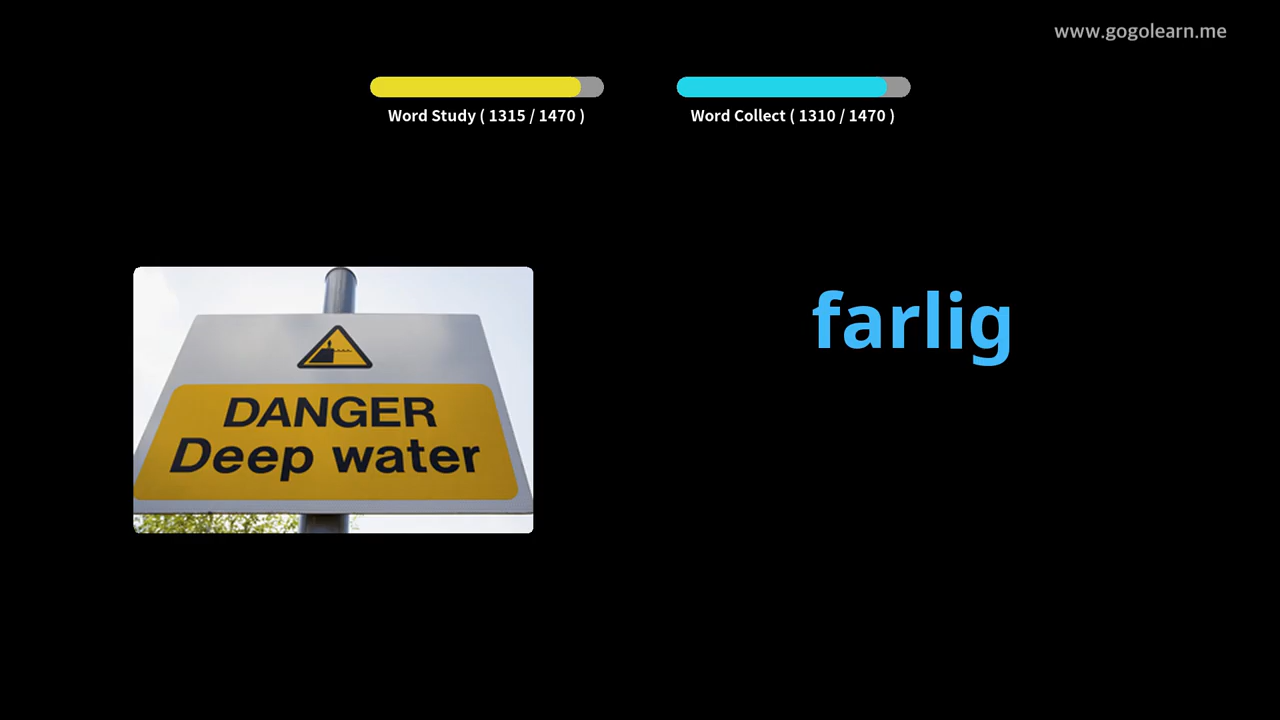 www.gogolearn.me
Word Study ( 1315 / 1470 )
Word Collect ( 1310 / 1470 )
farlig
DANGER
Deep water